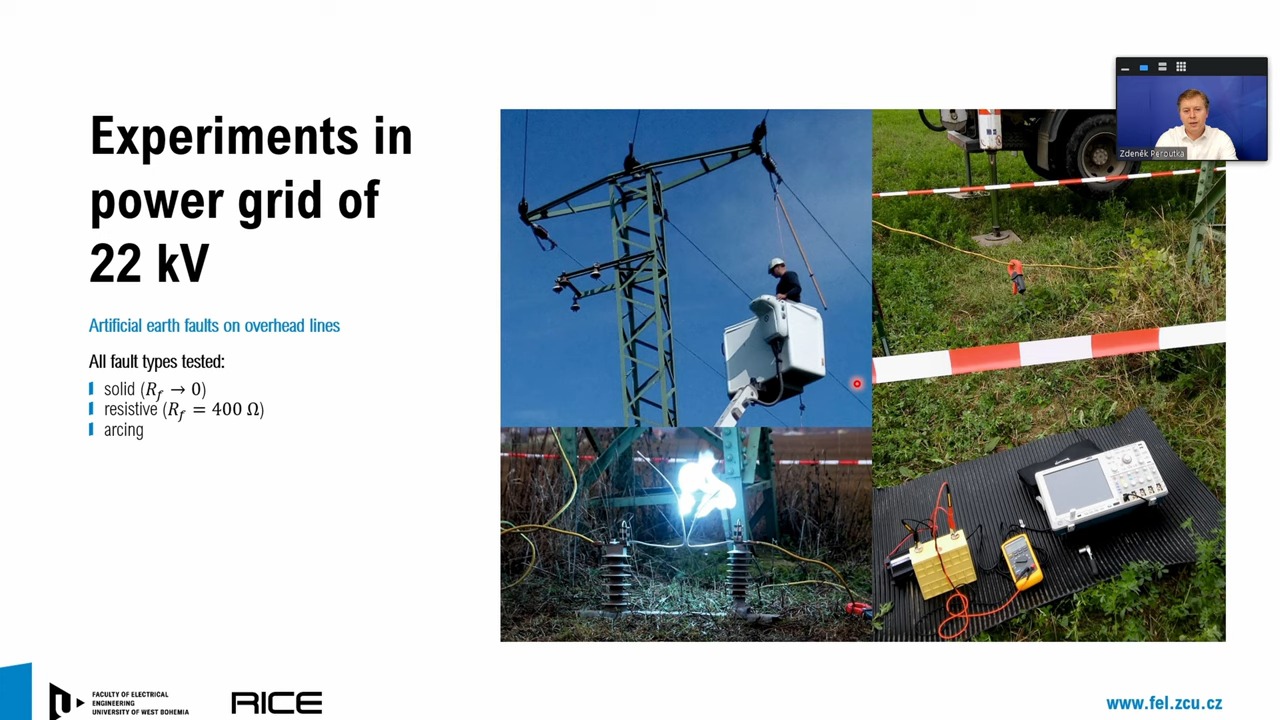 Experiments in
power grid of
22 kV
Artificial earth faults on overhead lines
All fault types tested:
solid (R_f → 0)
resistive (R_f = 400 Ω)
arcing
Zdeněk Peroutka
FACULTY OF ELECTRICAL
ENGINEERING
UNIVERSITY OF WEST BOHEMIA
RICE
www.fel.zcu.cz